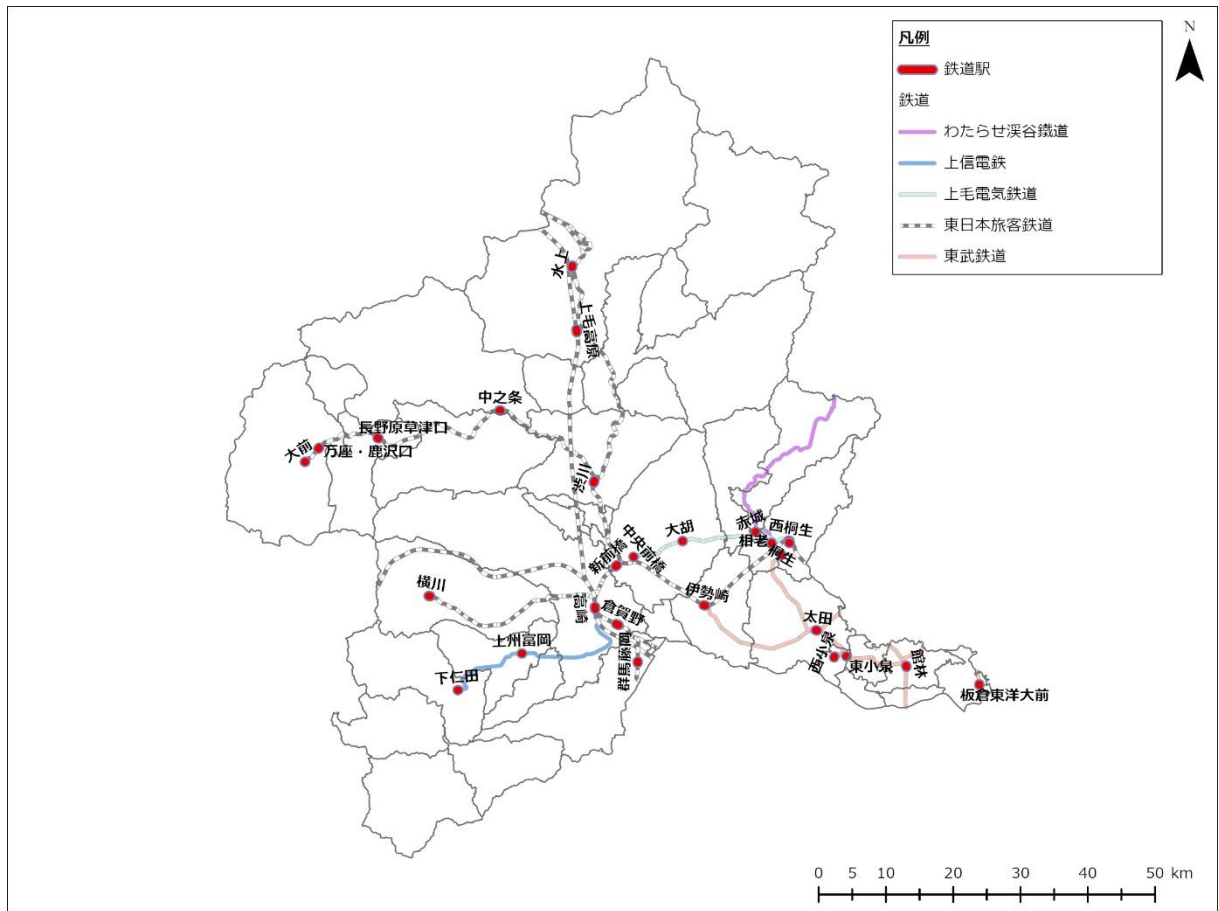 凡例
鉄道駅
鉄道
わたらせ渓谷鐵道
上信電鉄
上毛電気鉄道
東日本旅客鉄道
東武鉄道
N
水上
上毛高原
中之条
長野原草津口
大前
万座・鹿沢口
渋川
大胡
赤城
西桐生
相老
桐生
中央前橋
新前橋
横川
高崎
倉賀野
伊勢崎
太田
上州富岡
群馬藤岡
西小泉
東小泉
館林
下仁田
板倉東洋大前
0 5 10 20 30 40 50 km